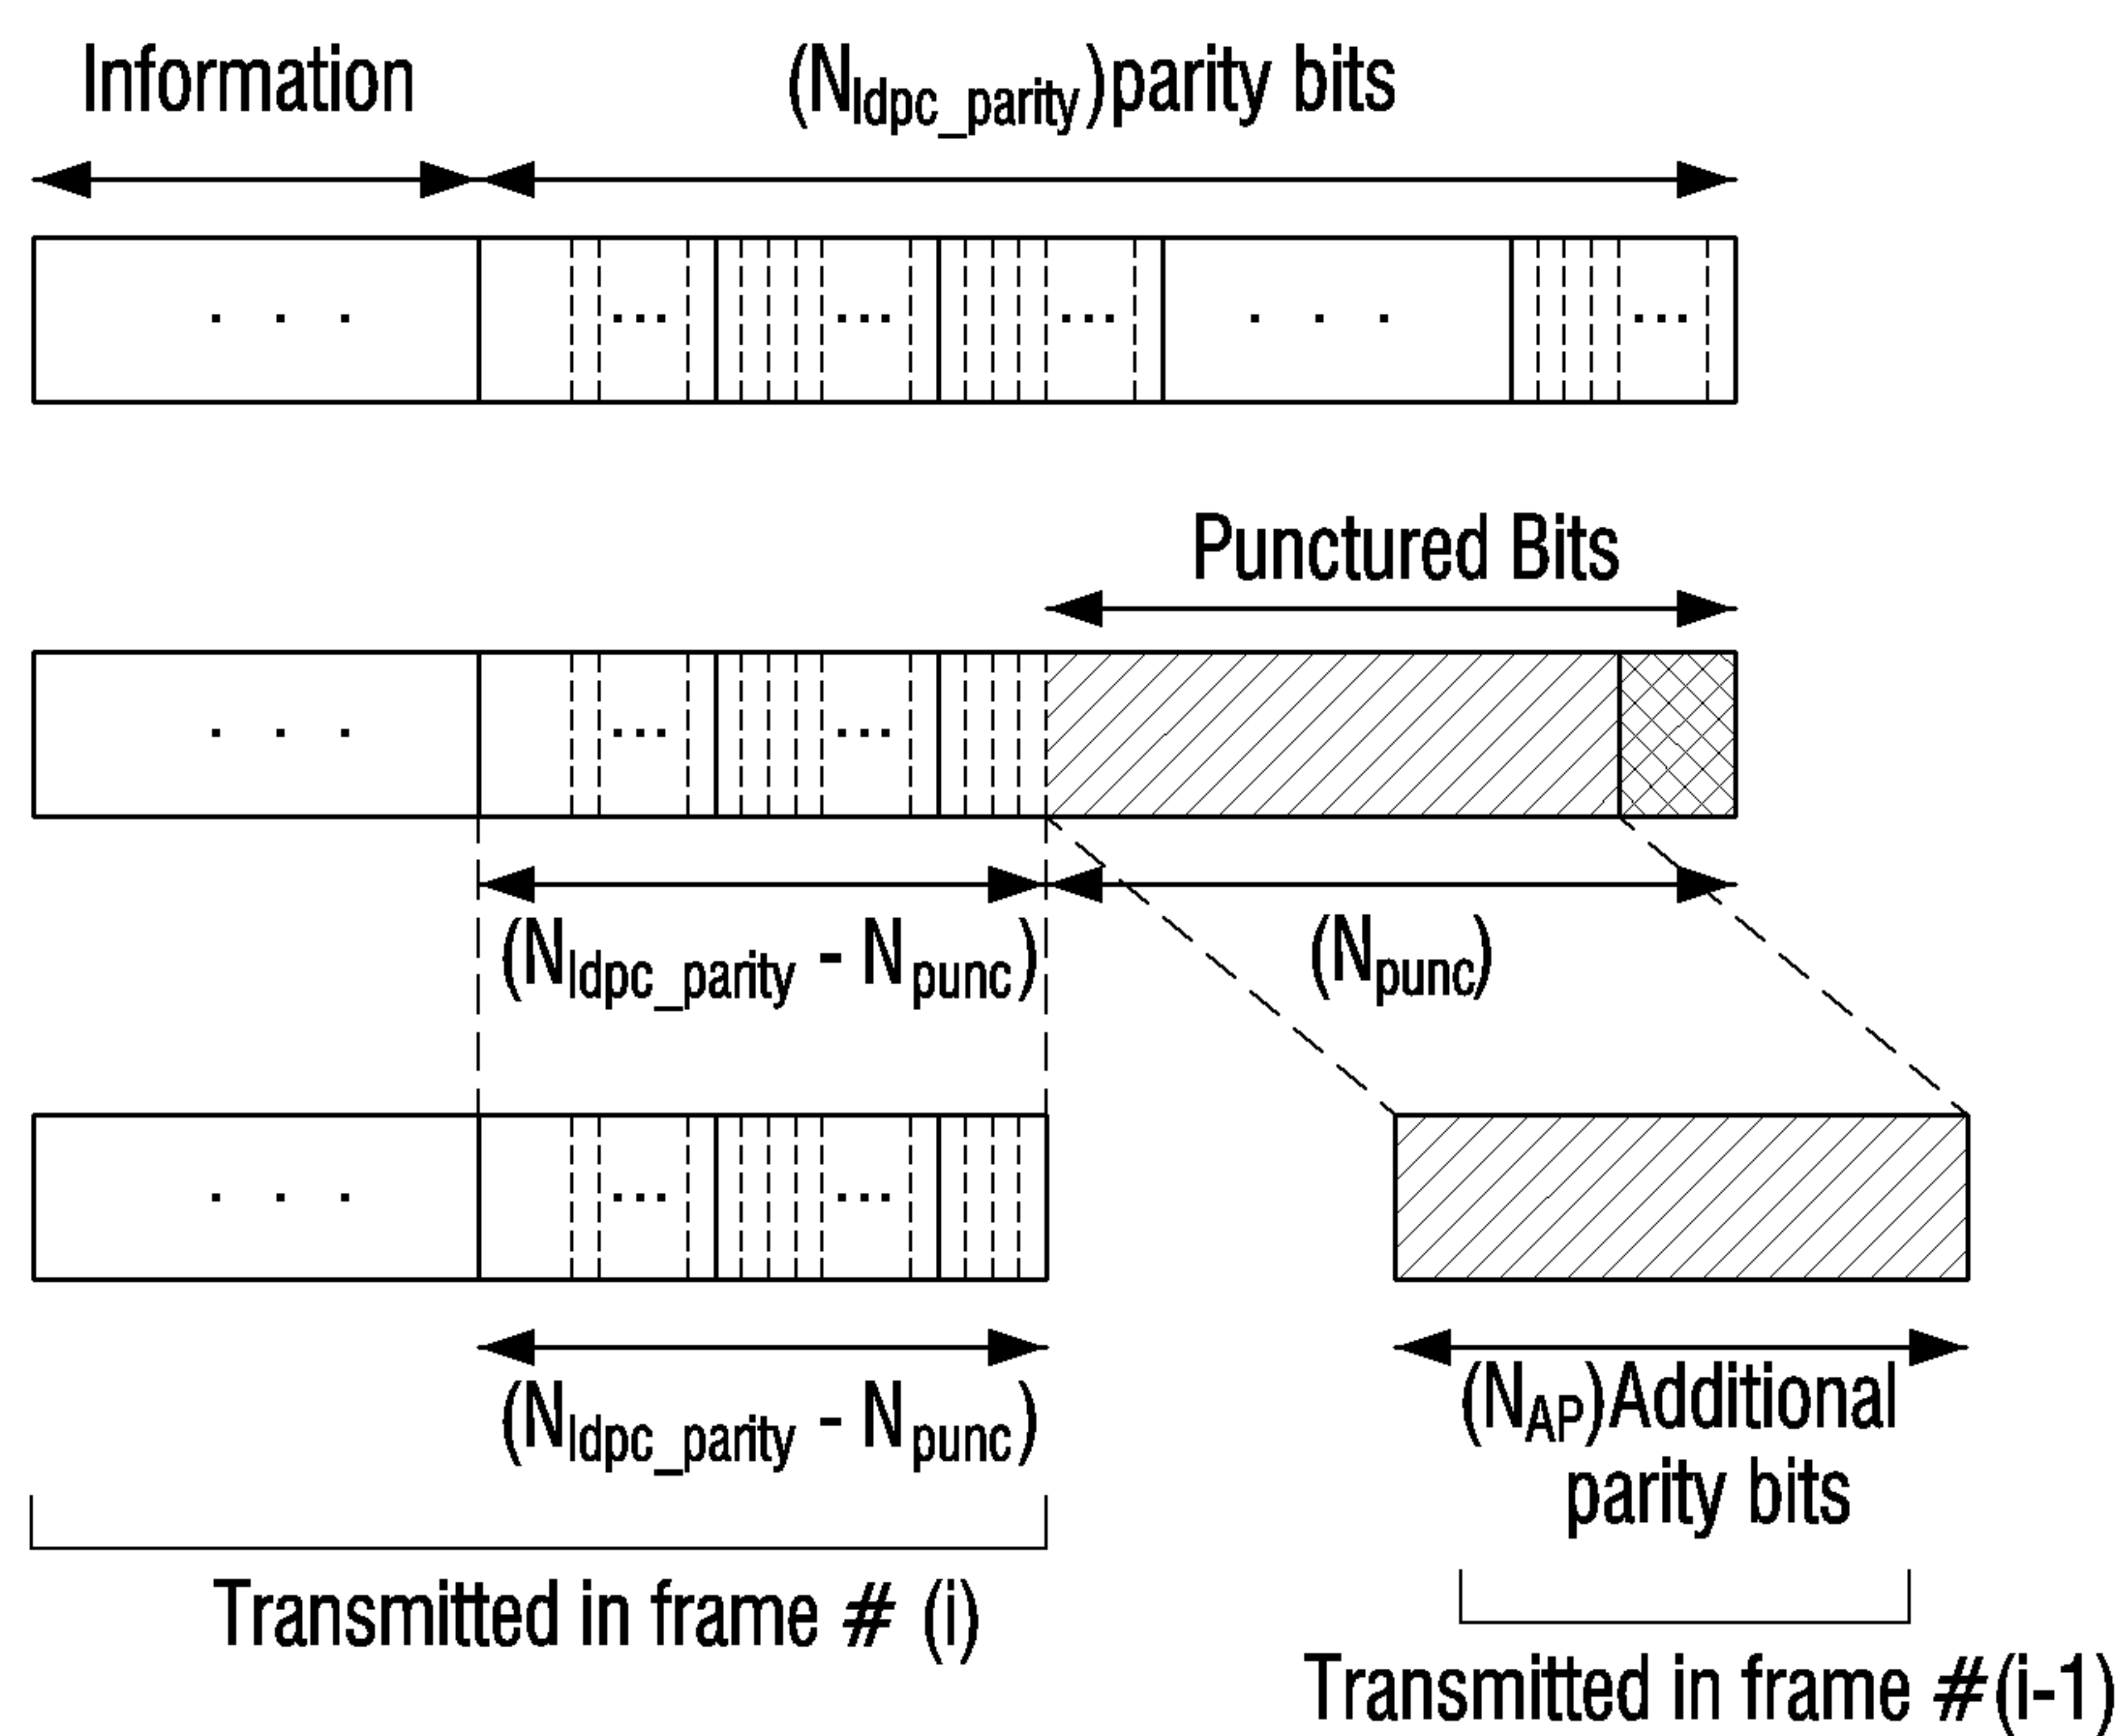 Information
(Nldpc_parity)parity bits
. . .
...
...
...
. . .
...
Punctured Bits
. . .
...
...
(Nldpc_parity - Npunc)
(Npunc)
. . .
...
...
(Nldpc_parity - Npunc)
(NAP)Additional
parity bits
Transmitted in frame # (i)
Transmitted in frame #(i-1)